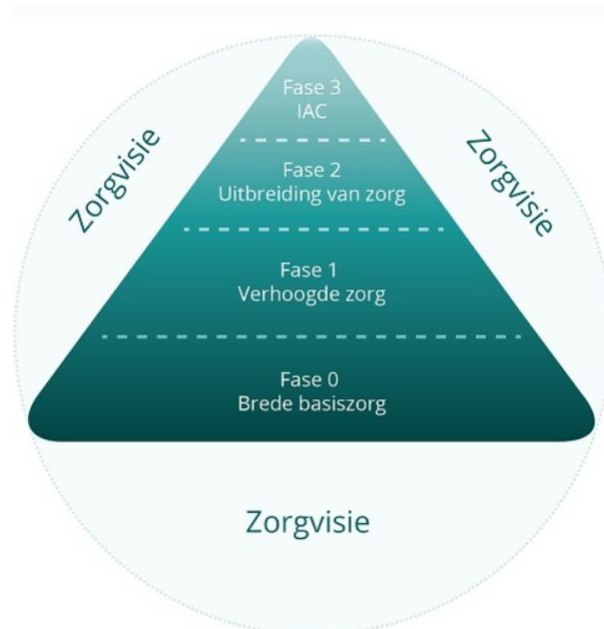 Fase 3
IAC
Zorgvisie
Zorgvisie
Fase 2
Uitbreiding van zorg
Fase 1
Verhoogde zorg
Fase 0
Brede basiszorg
Zorgvisie